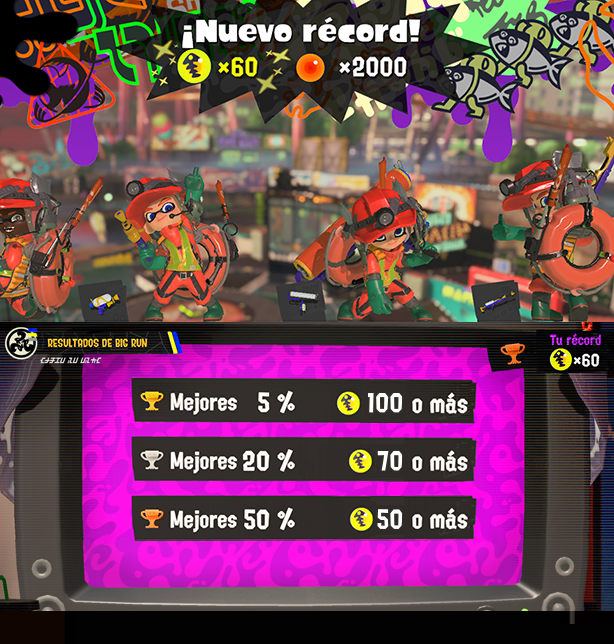 ¡Nuevo récord!
×60 ×2000
RESULTADOS DE BIG RUN
Tu récord
×60
Mejores 5 % 100 o más
Mejores 20 % 70 o más
Mejores 50 % 50 o más